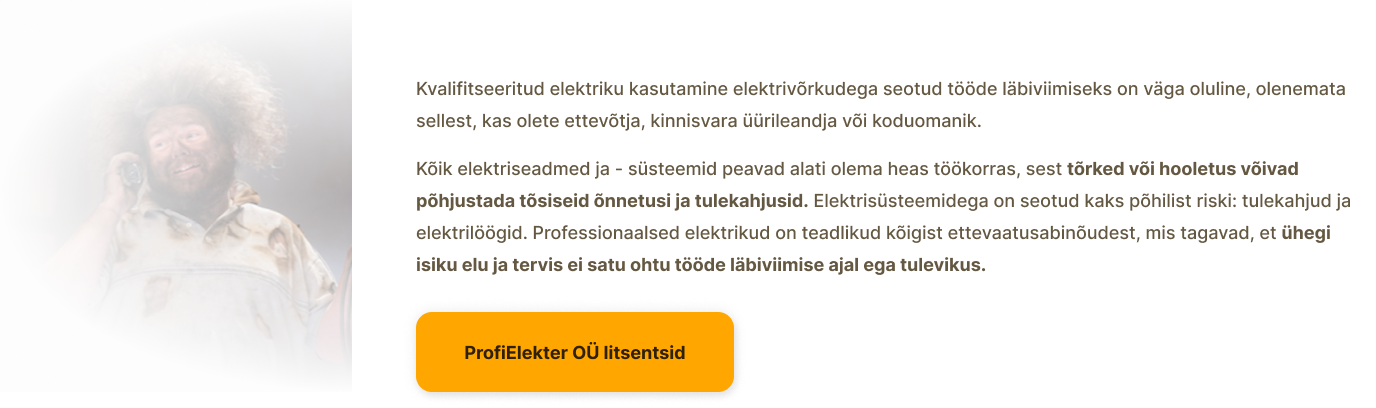 Kvalifitseeritud elektriku kasutamine elektrivõrkudega seotud tööde läbiviimiseks on väga oluline, olenemata
sellest, kas olete ettevõtja, kinnisvara üürileandja või koduomanik.
Kõik elektriseadmed ja - süsteemid peavad alati olema heas töökorras, sest tõrked või hooletus võivad
põhjustada tõsiseid õnnetusi ja tulekahjusid. Elektrisüsteemidega on seotud kaks põhilist riski: tulekahjud ja
elektrilöögid. Professionaalsed elektrikud on teadlikud kõigist ettevaatusabinõudest, mis tagavad, et ühegi
isiku elu ja tervis ei satu ohtu tööde läbiviimise ajal ega tulevikus.
ProfiElekter OÜ litsentsid